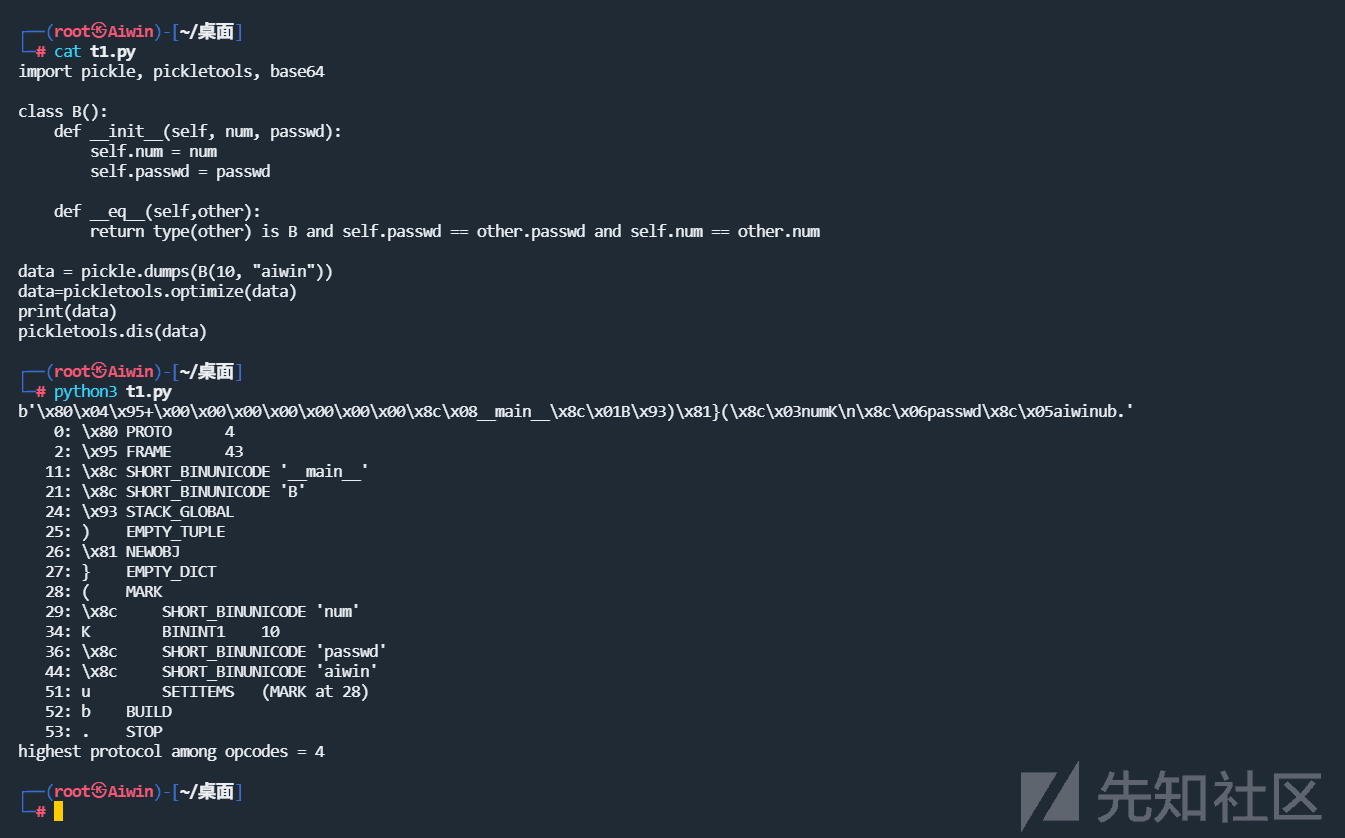 ┌──(root㉿Aiwin)-[~/桌面]
└─# cat t1.py
import pickle, pickletools, base64
class B():
    def __init__(self, num, passwd):
        self.num = num
        self.passwd = passwd
    def __eq__(self,other):
        return type(other) is B and self.passwd == other.passwd and self.num == other.num
data = pickle.dumps(B(10, "aiwin"))
data=pickletools.optimize(data)
print(data)
pickletools.dis(data)
┌──(root㉿Aiwin)-[~/桌面]
└─# python3 t1.py
b'\x80\x04\x95+\x00\x00\x00\x00\x00\x00\x00\x8c\x08__main__\x8c\x01B\x93)\x81}(\x8c\x03numK\n\x8c\x06passwd\x8c\x05aiwinub.'
    0: \x80 PROTO      4
    2: \x95 FRAME      43
   11: \x8c SHORT_BINUNICODE '__main__'
   21: \x8c SHORT_BINUNICODE 'B'
   24: \x93 STACK_GLOBAL
   25: )    EMPTY_TUPLE
   26: \x81 NEWOBJ
   27: }    EMPTY_DICT
   28: (    MARK
   29: \x8c     SHORT_BINUNICODE 'num'
   34: K        BININT1    10
   36: \x8c     SHORT_BINUNICODE 'passwd'
   44: \x8c     SHORT_BINUNICODE 'aiwin'
   51: u        SETITEMS   (MARK at 28)
   52: b    BUILD
   53: .    STOP
highest protocol among opcodes = 4
┌──(root㉿Aiwin)-[~/桌面]
└─#
先知社区